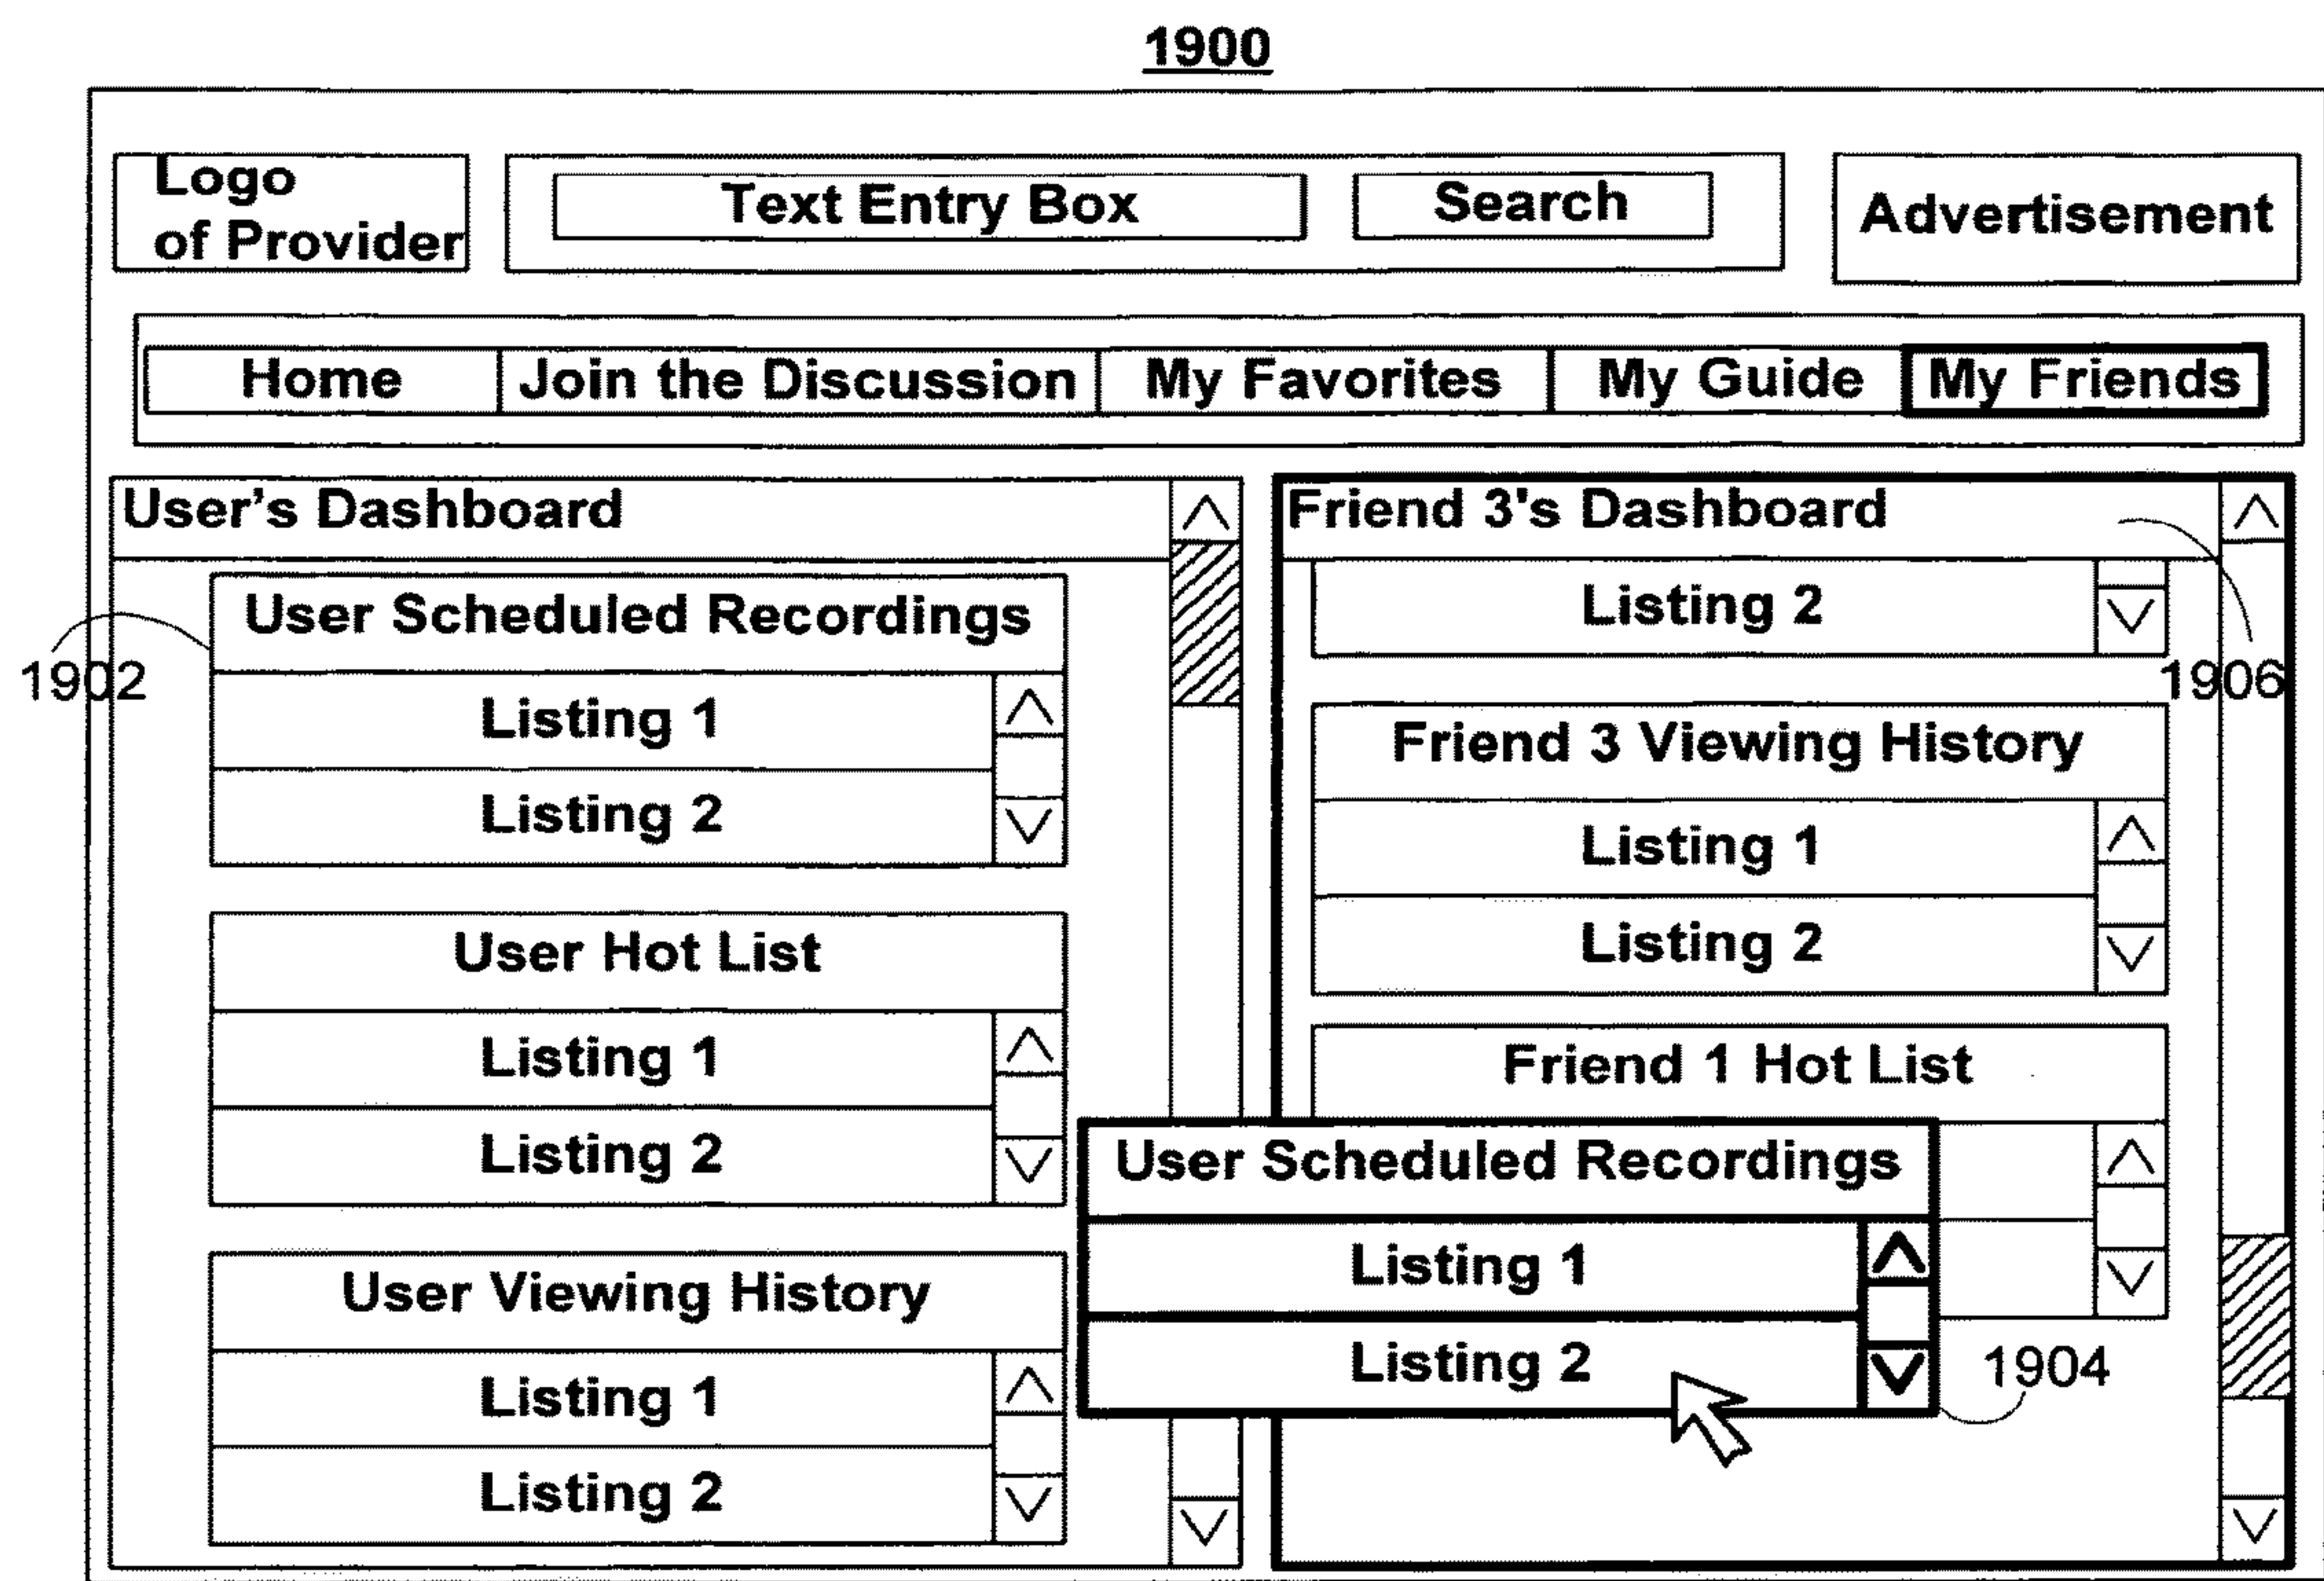 1900
Logo
of Provider
Text Entry Box
Search
Advertisement
Home
Join the Discussion
My Favorites
My Guide
My Friends
User's Dashboard
User Scheduled Recordings
1902
Listing 1
Listing 2
User Hot List
Listing 1
Listing 2
User Viewing History
Listing 1
Listing 2
Friend 3's Dashboard
Listing 2
1906
Friend 3 Viewing History
Listing 1
Listing 2
Friend 1 Hot List
User Scheduled Recordings
Listing 1
Listing 2
1904